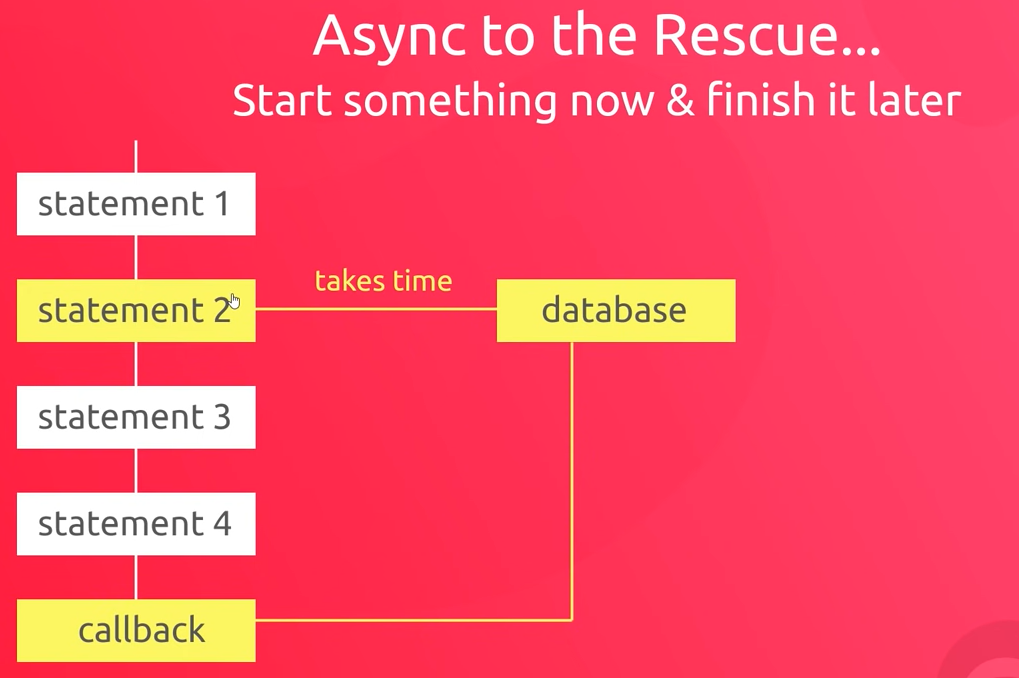 Async to the Rescue...
Start something now & finish it later
statement 1
statement 2
takes time
database
statement 3
statement 4
callback